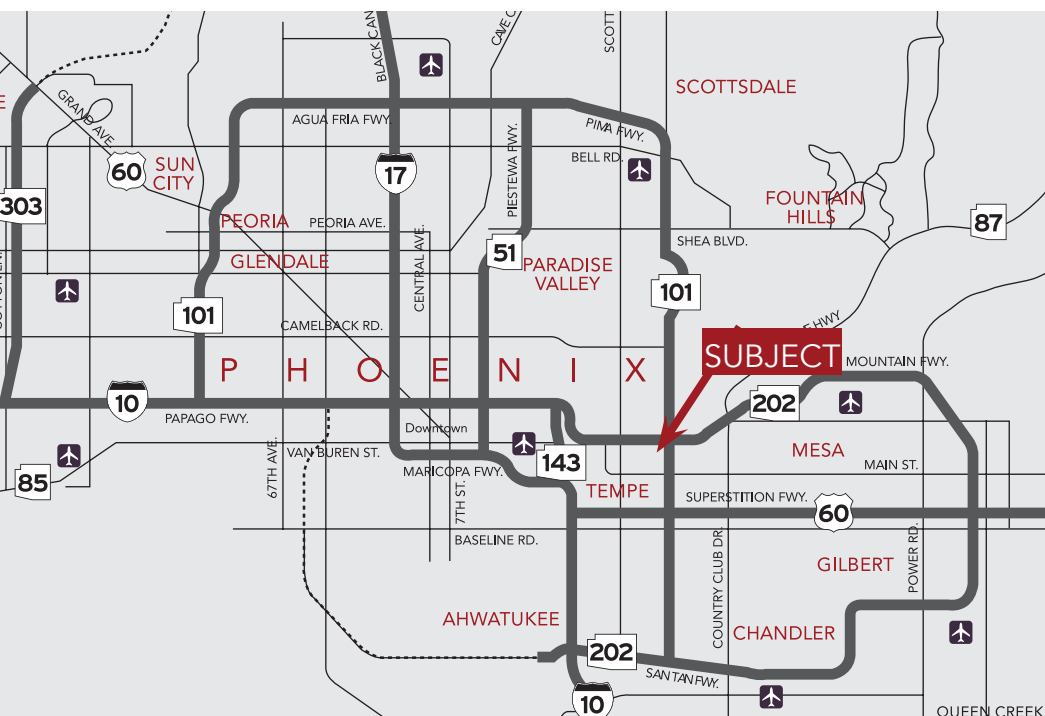 BLACK CAN
CAVE C
SCOTT
SCOTTSDALE
E
GRAND AVE.
AGUA FRIA FWY.
PIMA FWY.
PIESTEWA FWY.
BELL RD.
60
SUN
CITY
17
303
FOUNTAIN
HILLS
87
PEORIA
PEORIA AVE.
CENTRAL AVE.
SHEA BLVD.
51
GLENDALE
PARADISE
VALLEY
101
101
CAMELBACK RD.
E HWY
SUBJECT
MOUNTAIN FWY.
PHOENIX
10
202
PAPAGO FWY.
Downtown
67TH AVE.
VAN BUREN ST.
MARICOPA FWY.
143
MESA
MAIN ST.
85
7TH ST.
TEMPE
SUPERSTITION FWY.
60
BASELINE RD.
COUNTRY CLUB DR.
GILBERT
POWER RD.
AHWATUKEE
CHANDLER
202
SAN TAN FWY.
10
QUEEN CREEK